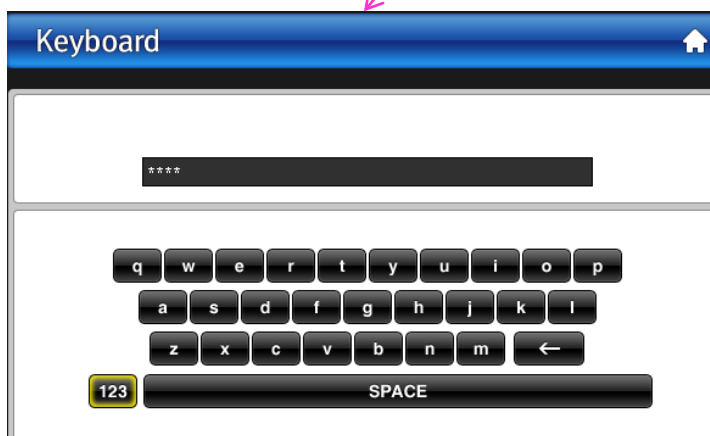 Keyboard
****
q w e r t y u i o p
a s d f g h j k l
z x c v b n m ←
123 SPACE